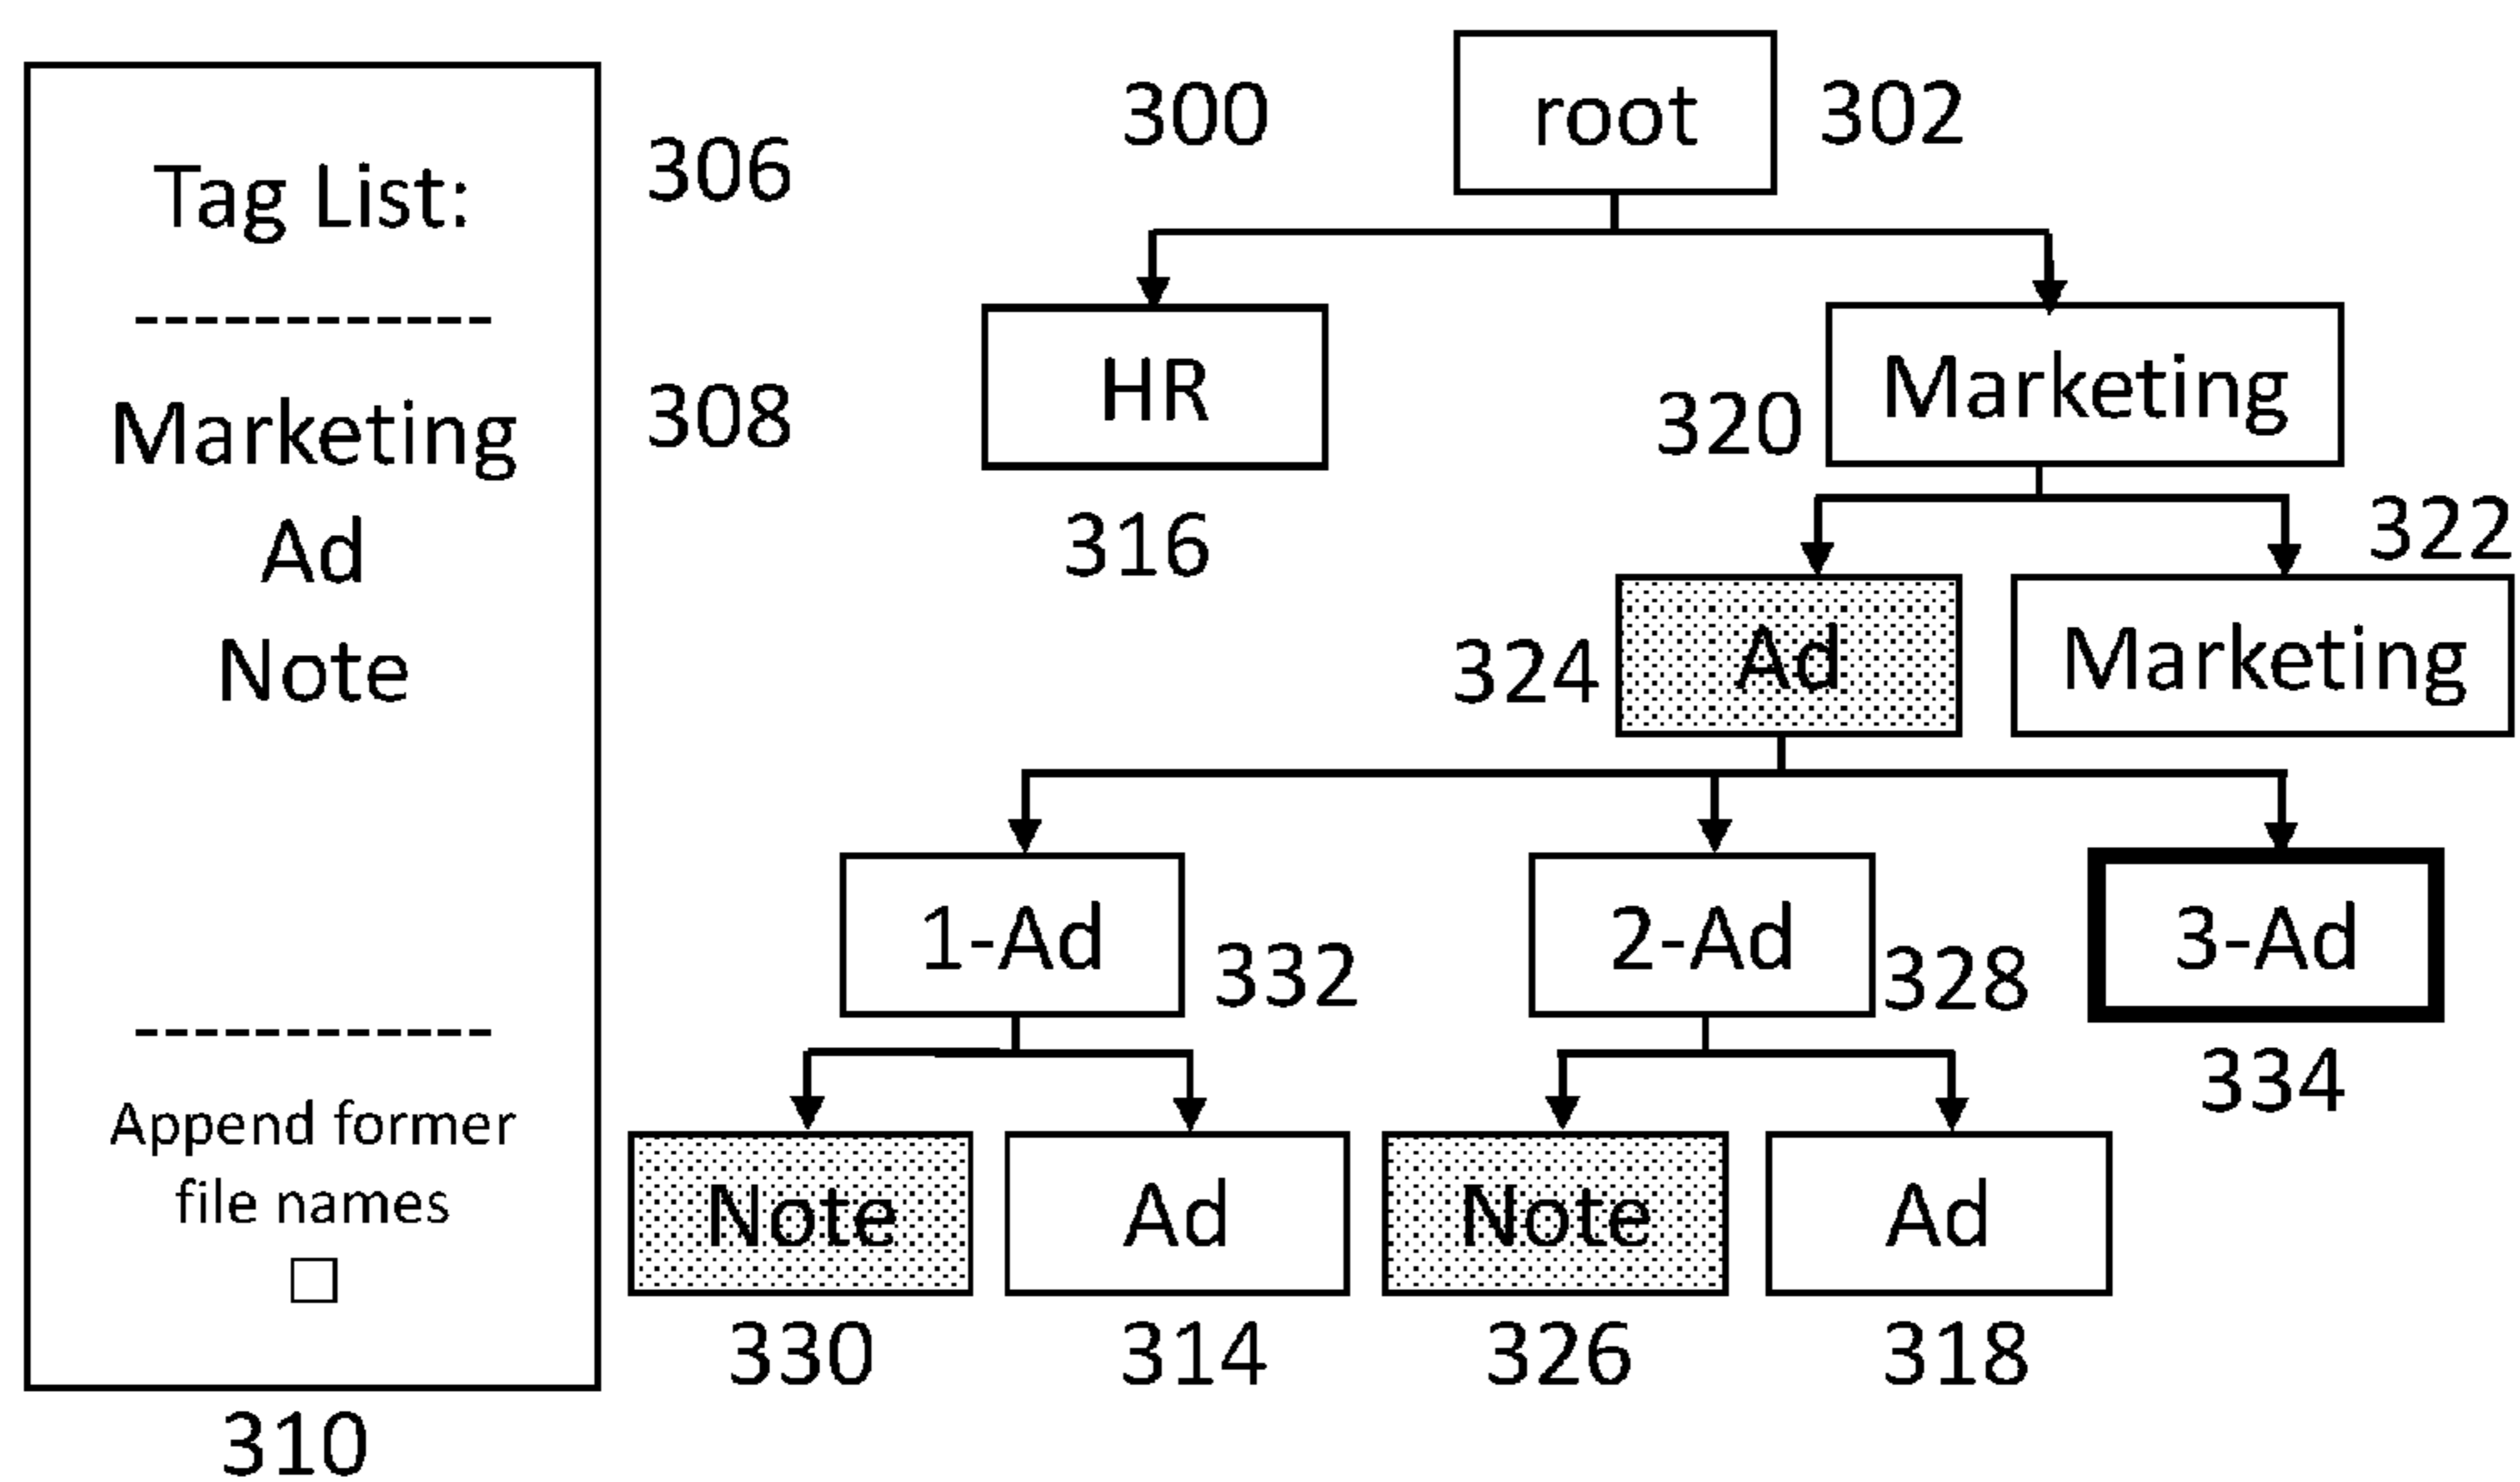 Tag List:
-------------
Marketing
Ad
Note
-------------
Append former
file names
310
306
308
300
root
302
HR
316
320
Marketing
322
324
Ad
Marketing
1-Ad
332
2-Ad
328
3-Ad
334
Note
330
Ad
314
Note
326
Ad
318